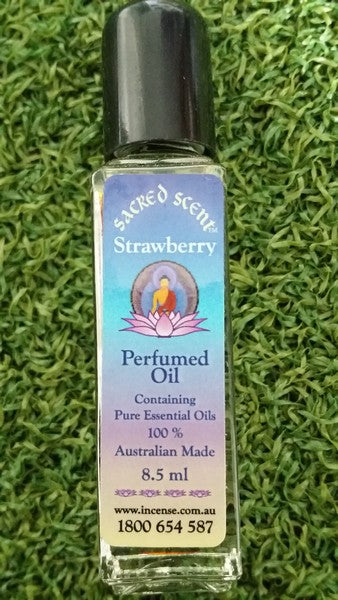 SACRED SCENT™
Strawberry
Perfumed
Oil
Containing
Pure Essential Oils
100 %
Australian Made
8.5 ml
www.incense.com.au
1800 654 587